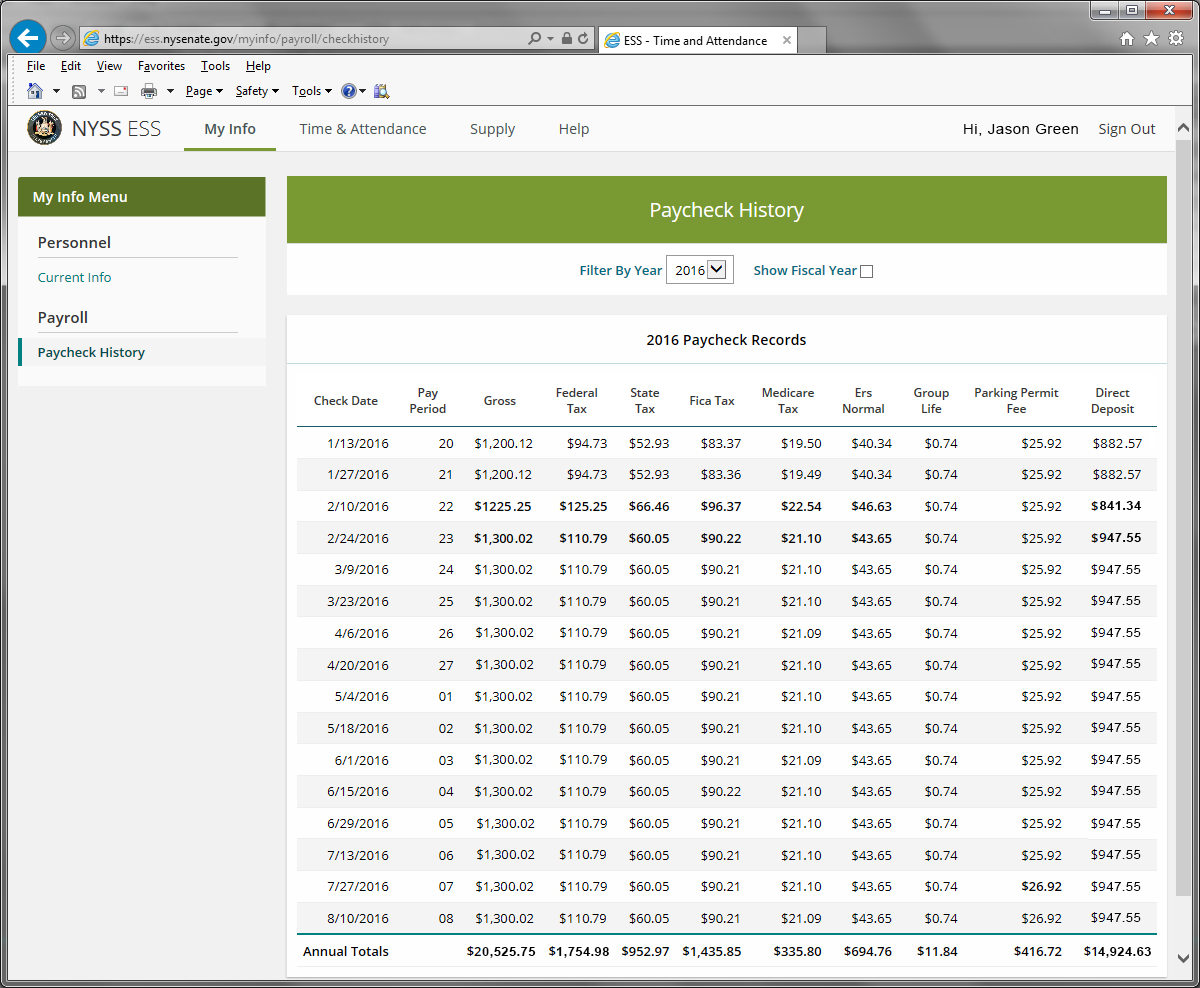 https://ess.nysenate.gov/myinfo/payroll/checkhistory
ESS - Time and Attendance
File Edit View Favorites Tools Help
Page Safety Tools
NYSS ESS My Info Time & Attendance Supply Help Hi, Jason Green Sign Out
My Info Menu
Personnel
Current Info
Payroll
Paycheck History
Paycheck History
Filter By Year 2016 Show Fiscal Year
2016 Paycheck Records
Check Date Pay Period Gross Federal Tax State Tax Fica Tax Medicare Tax Ers Normal Group Life Parking Permit Fee Direct Deposit
1/13/2016 20 $1,200.12 $94.73 $52.93 $83.37 $19.50 $40.34 $0.74 $25.92 $882.57
1/27/2016 21 $1,200.12 $94.73 $52.93 $83.36 $19.49 $40.34 $0.74 $25.92 $882.57
2/10/2016 22 $1225.25 $125.25 $66.46 $96.37 $22.54 $46.63 $0.74 $25.92 $841.34
2/24/2016 23 $1,300.02 $110.79 $60.05 $90.22 $21.10 $43.65 $0.74 $25.92 $947.55
3/9/2016 24 $1,300.02 $110.79 $60.05 $90.21 $21.10 $43.65 $0.74 $25.92 $947.55
3/23/2016 25 $1,300.02 $110.79 $60.05 $90.21 $21.10 $43.65 $0.74 $25.92 $947.55
4/6/2016 26 $1,300.02 $110.79 $60.05 $90.21 $21.09 $43.65 $0.74 $25.92 $947.55
4/20/2016 27 $1,300.02 $110.79 $60.05 $90.21 $21.10 $43.65 $0.74 $25.92 $947.55
5/4/2016 01 $1,300.02 $110.79 $60.05 $90.21 $21.10 $43.65 $0.74 $25.92 $947.55
5/18/2016 02 $1,300.02 $110.79 $60.05 $90.21 $21.10 $43.65 $0.74 $25.92 $947.55
6/1/2016 03 $1,300.02 $110.79 $60.05 $90.21 $21.09 $43.65 $0.74 $25.92 $947.55
6/15/2016 04 $1,300.02 $110.79 $60.05 $90.22 $21.10 $43.65 $0.74 $25.92 $947.55
6/29/2016 05 $1,300.02 $110.79 $60.05 $90.21 $21.10 $43.65 $0.74 $25.92 $947.55
7/13/2016 06 $1,300.02 $110.79 $60.05 $90.21 $21.10 $43.65 $0.74 $25.92 $947.55
7/27/2016 07 $1,300.02 $110.79 $60.05 $90.21 $21.10 $43.65 $0.74 $26.92 $947.55
8/10/2016 08 $1,300.02 $110.79 $60.05 $90.21 $21.09 $43.65 $0.74 $26.92 $947.55
Annual Totals $20,525.75 $1,754.98 $952.97 $1,435.85 $335.80 $694.76 $11.84 $416.72 $14,924.63